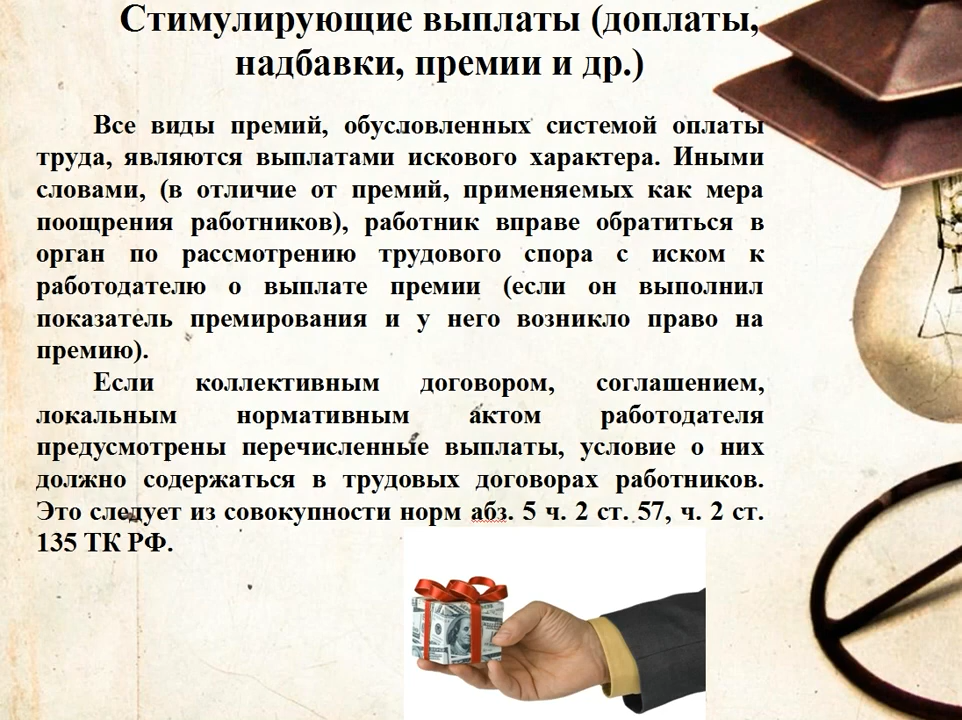 Стимулирующие выплаты (доплаты,
надбавки, премии и др.)
Все виды премий, обусловленных системой оплаты
труда, являются выплатами искового характера. Иными
словами, (в отличие от премий, применяемых как мера
поощрения работников), работник вправе обратиться в
орган по рассмотрению трудового спора с иском к
работодателю о выплате премии (если он выполнил
показатель премирования и у него возникло право на
премию).
Если коллективным договором, соглашением,
локальным нормативным актом работодателя
предусмотрены перечисленные выплаты, условие о них
должно содержаться в трудовых договорах работников.
Это следует из совокупности норм абз. 5 ч. 2 ст. 57, ч. 2 ст.
135 ТК РФ.